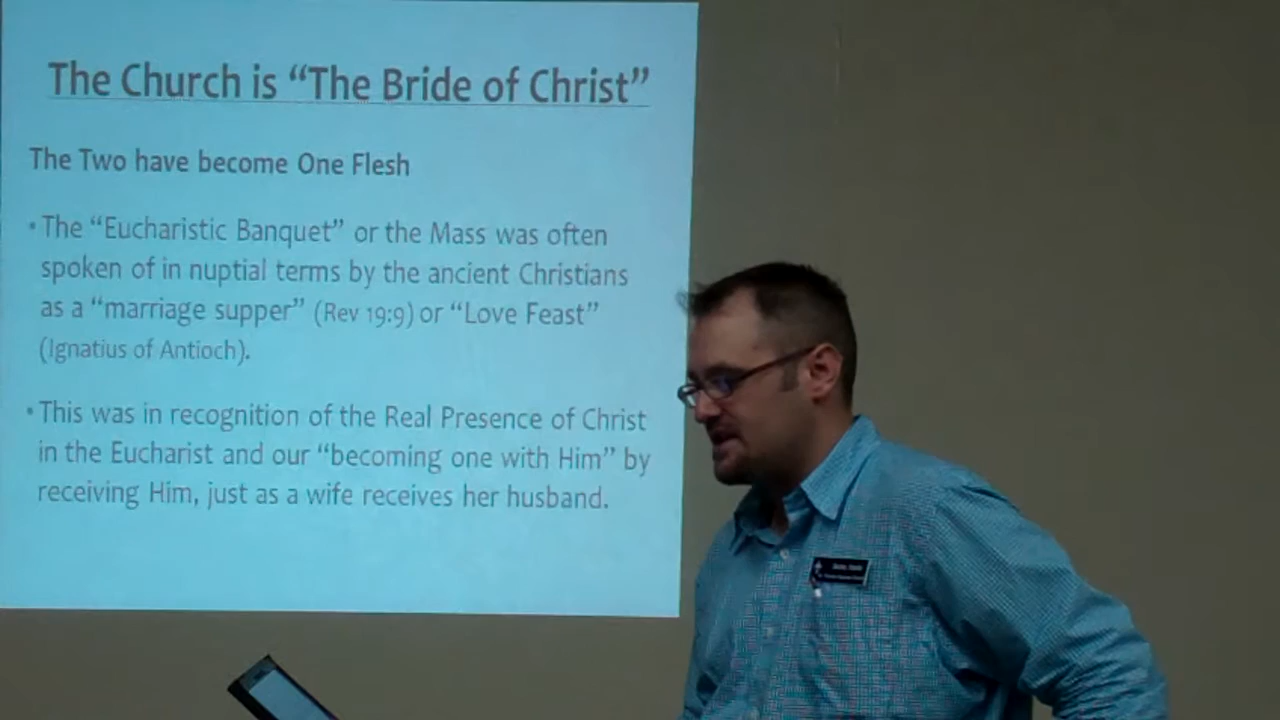 The Church is “The Bride of Christ”
The Two have become One Flesh
• The “Eucharistic Banquet” or the Mass was often
spoken of in nuptial terms by the ancient Christians
as a “marriage supper” (Rev 19:9) or “Love Feast”
(Ignatius of Antioch).
• This was in recognition of the Real Presence of Christ
in the Eucharist and our “becoming one with Him” by
receiving Him, just as a wife receives her husband.